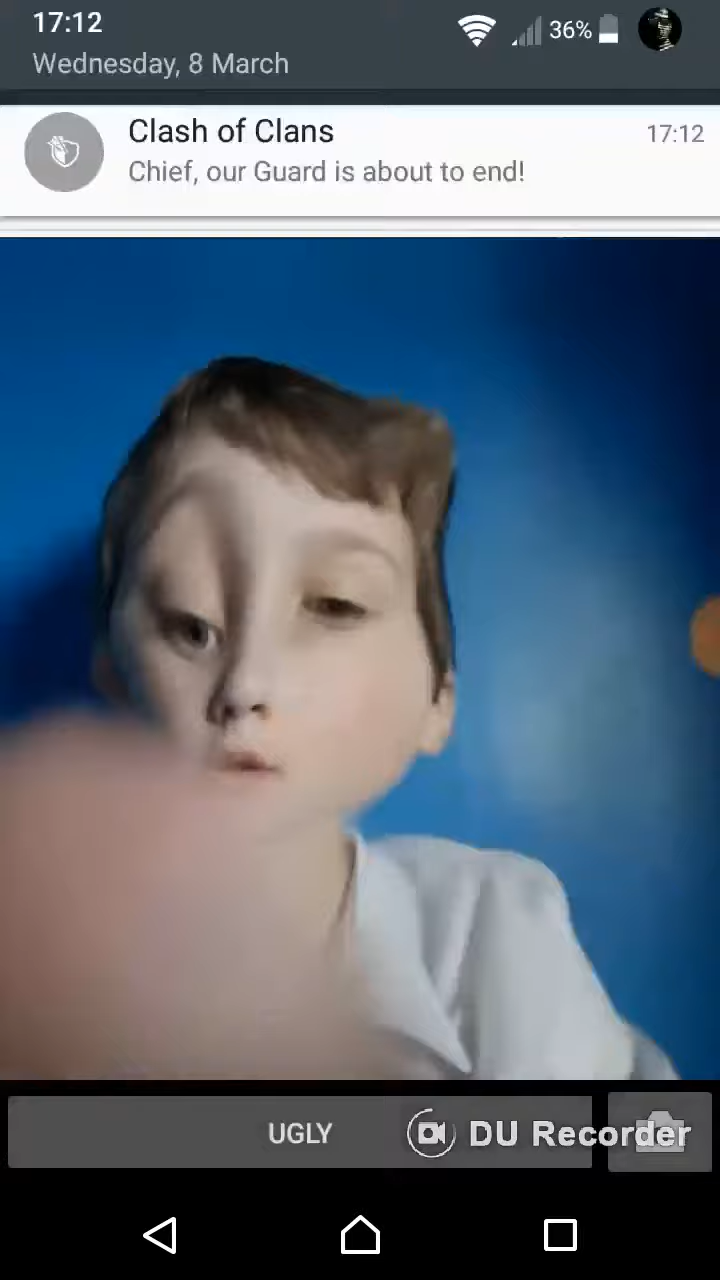 17:12
36%
Wednesday, 8 March
Clash of Clans
17:12
Chief, our Guard is about to end!
UGLY
DU Recorder